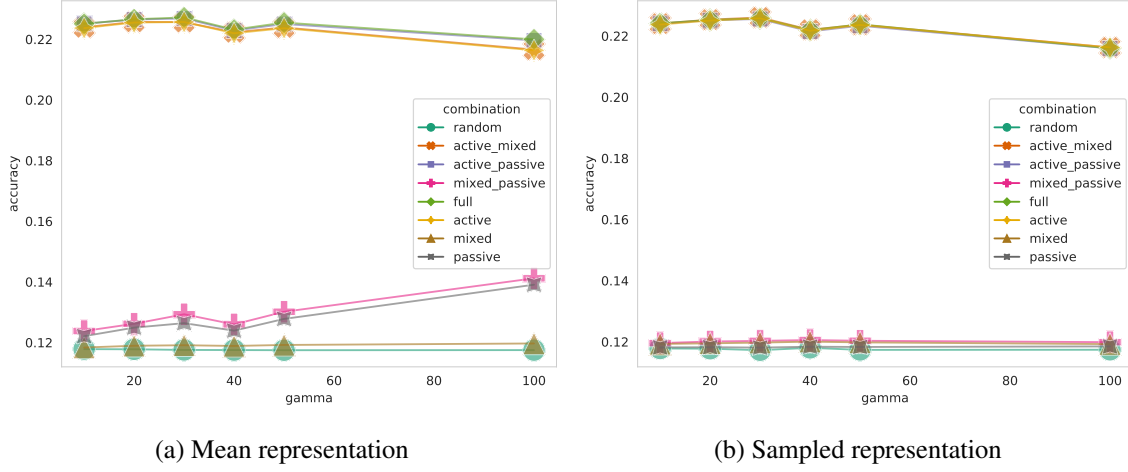 0.22
0.20
0.18
0.16
0.14
0.12
accuracy
20
40
60
80
100
gamma
combination
random
active_mixed
active_passive
mixed_passive
full
active
mixed
passive
(a) Mean representation
0.22
0.20
0.18
0.16
0.14
0.12
accuracy
20
40
60
80
100
gamma
combination
random
active_mixed
active_passive
mixed_passive
full
active
mixed
passive
(b) Sampled representation